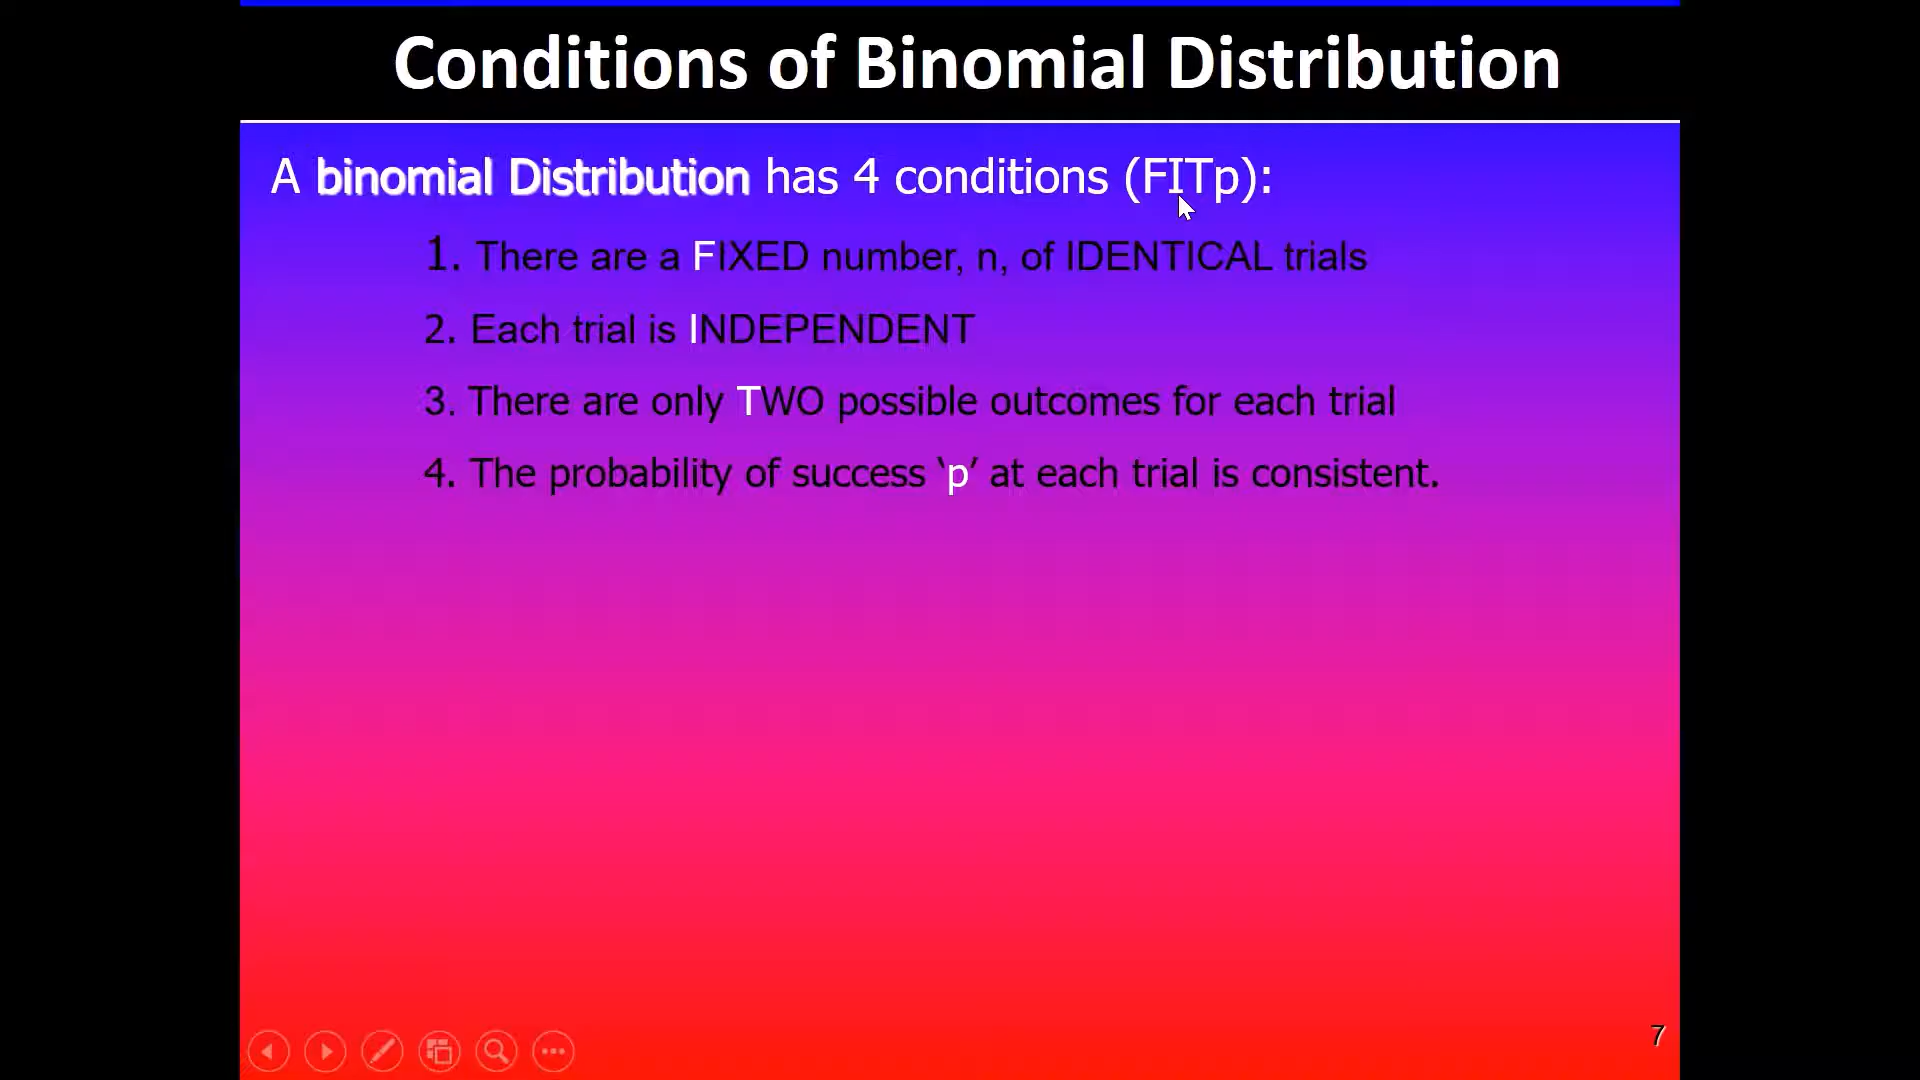 Conditions of Binomial Distribution
A binomial Distribution has 4 conditions (FITp):
1. There are a FIXED number, n, of IDENTICAL trials
2. Each trial is INDEPENDENT
3. There are only TWO possible outcomes for each trial
4. The probability of success ‘p’ at each trial is consistent.
7